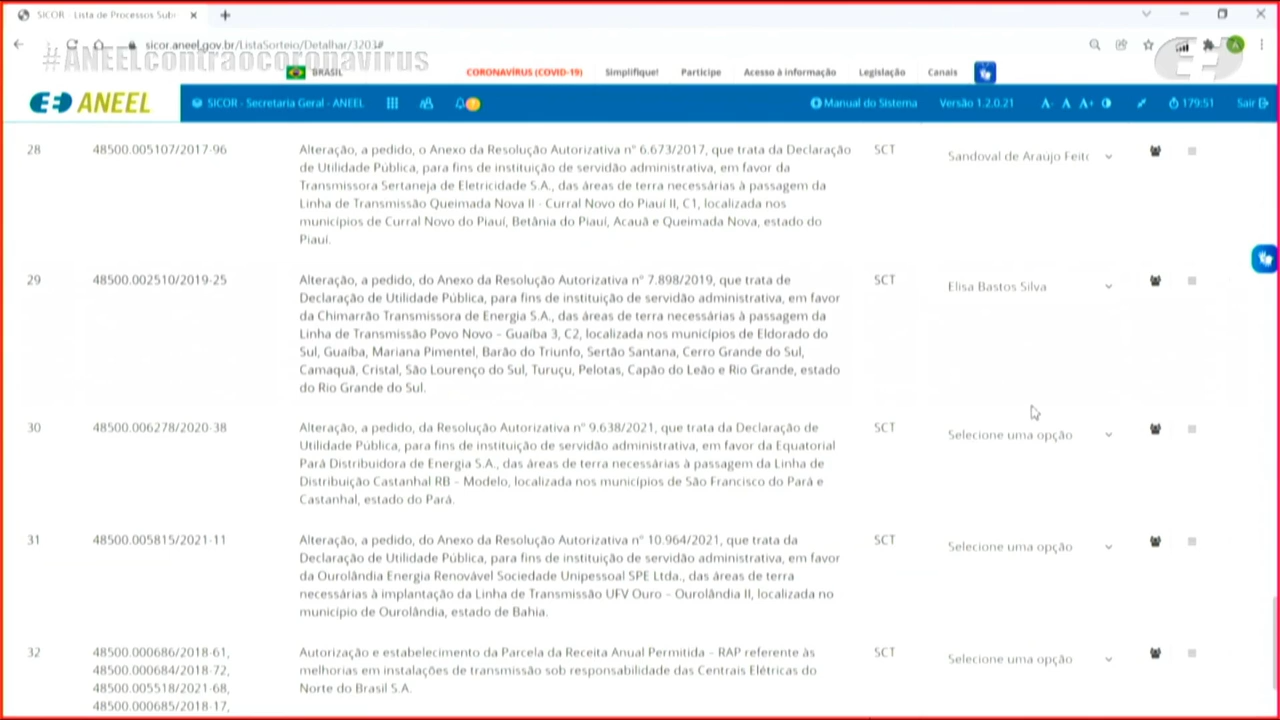 SICOR - Lista de Processos Sub
sicor.aneel.gov.br/ListaSorteio/Detalhar/3203#
#ANEELcontraocoronavirus
BRASIL CORONAVÍRUS (COVID-19) Simplifique! Participe Acesso à informação Legislação Canais
ANEEL SICOR - Secretaria Geral - ANEEL Manual do Sistema Versão 1.2.0.21 A- A A+ 179:51 Sair
28 48500.005107/2017-96 Alteração, a pedido, o Anexo da Resolução Autorizativa nº 6.673/2017, que trata da Declaração SCT Sandoval de Araujo Feito
de Utilidade Pública, para fins de instituição de servidão administrativa, em favor da
Transmissora Sertaneja de Eletricidade S.A., das áreas de terra necessárias à passagem da
Linha de Transmissão Queimada Nova II - Curral Novo do Piauí II, C1, localizada nos
municípios de Curral Novo do Piauí, Betânia do Piauí, Acauã e Queimada Nova, estado do
Piauí.
29 48500.002510/2019-25 Alteração, a pedido, do Anexo da Resolução Autorizativa nº 7.898/2019, que trata de SCT Elisa Bastos Silva
Declaração de Utilidade Pública, para fins de instituição de servidão administrativa, em favor
da Chimarrão Transmissora de Energia S.A., das áreas de terra necessárias à passagem da
Linha de Transmissão Povo Novo – Guaíba 3, C2, localizada nos municípios de Eldorado do
Sul, Guaíba, Mariana Pimentel, Barão do Triunfo, Sertão Santana, Cerro Grande do Sul,
Camaquã, Cristal, São Lourenço do Sul, Turuçu, Pelotas, Capão do Leão e Rio Grande, estado
do Rio Grande do Sul.
30 48500.006278/2020-38 Alteração, a pedido, da Resolução Autorizativa nº 9.638/2021, que trata da Declaração de SCT Selecione uma opção
Utilidade Pública, para fins de instituição de servidão administrativa, em favor da Equatorial
Pará Distribuidora de Energia S.A., das áreas de terra necessárias à passagem da Linha de
Distribuição Castanhal RB – Modelo, localizada nos municípios de São Francisco do Pará e
Castanhal, estado do Pará.
31 48500.005815/2021-11 Alteração, a pedido, do Anexo da Resolução Autorizativa nº 10.964/2021, que trata da SCT Selecione uma opção
Declaração de Utilidade Pública, para fins de instituição de servidão administrativa, em favor
da Ourolândia Energia Renovável Sociedade Unipessoal SPE Ltda., das áreas de terra
necessárias à implantação da Linha de Transmissão UFV Ouro – Ourolândia II, localizada no
município de Ourolândia, estado de Bahia.
32 48500.000686/2018-61, Autorização e estabelecimento da Parcela da Receita Anual Permitida – RAP referente às SCT Selecione uma opção
48500.000684/2018-72, melhorias em instalações de transmissão sob responsabilidade das Centrais Elétricas do
48500.005518/2021-68, Norte do Brasil S.A.
48500.000685/2018-17,